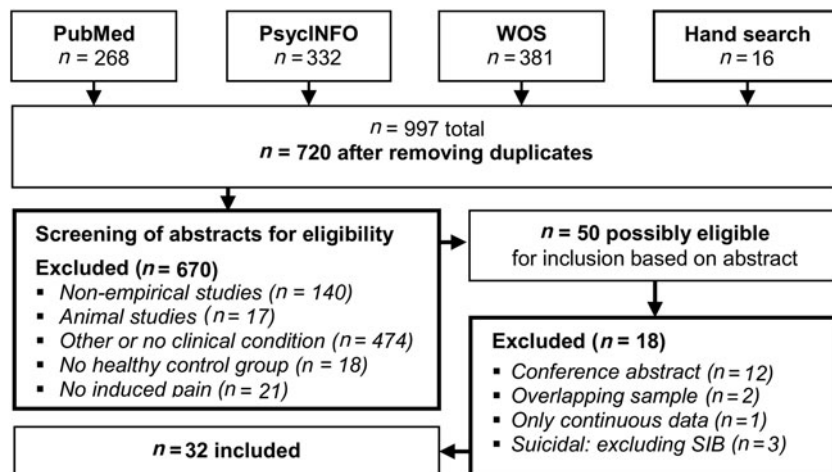 PubMed
n = 268
PsycINFO
n = 332
WOS
n = 381
Hand search
n = 16
n = 997 total
n = 720 after removing duplicates
Screening of abstracts for eligibility
Excluded (n = 670)
▪ Non-empirical studies (n = 140)
▪ Animal studies (n = 17)
▪ Other or no clinical condition (n = 474)
▪ No healthy control group (n = 18)
▪ No induced pain (n = 21)
n = 50 possibly eligible
for inclusion based on abstract
Excluded (n = 18)
▪ Conference abstract (n = 12)
▪ Overlapping sample (n = 2)
▪ Only continuous data (n = 1)
▪ Suicidal: excluding SIB (n = 3)
n = 32 included